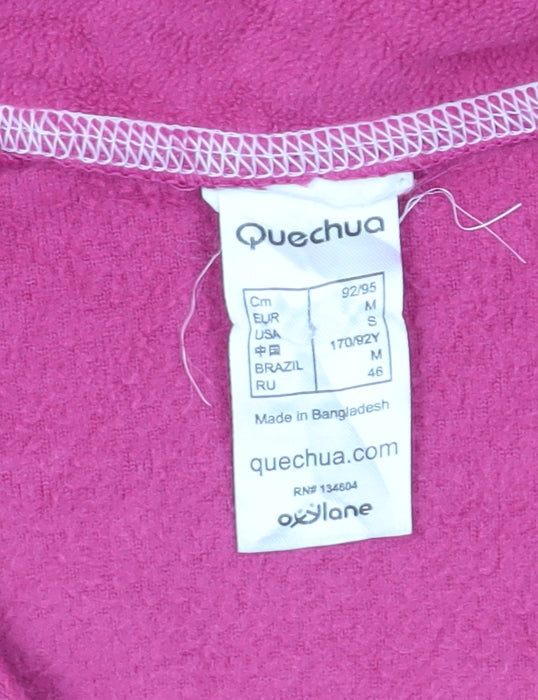 Quechua
Cm 92/95
EUR M
USA S
中国 170/92Y
BRAZIL M
RU 46
Made in Bangladesh
quechua.com
RN# 134604
oxylane